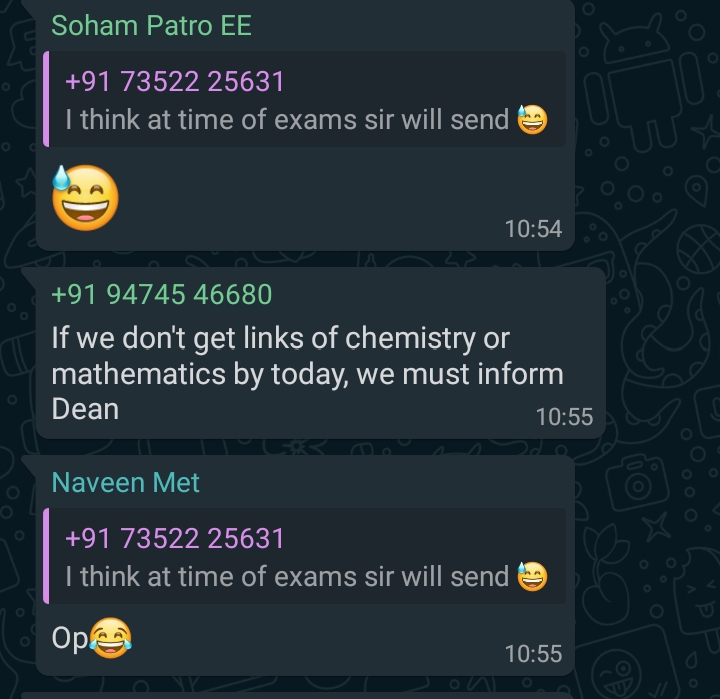 Soham Patro EE
+91 73522 25631
I think at time of exams sir will send 😅
😅
10:54
+91 94745 46680
If we don't get links of chemistry or
mathematics by today, we must inform
Dean
10:55
Naveen Met
+91 73522 25631
I think at time of exams sir will send 😅
Op😂
10:55